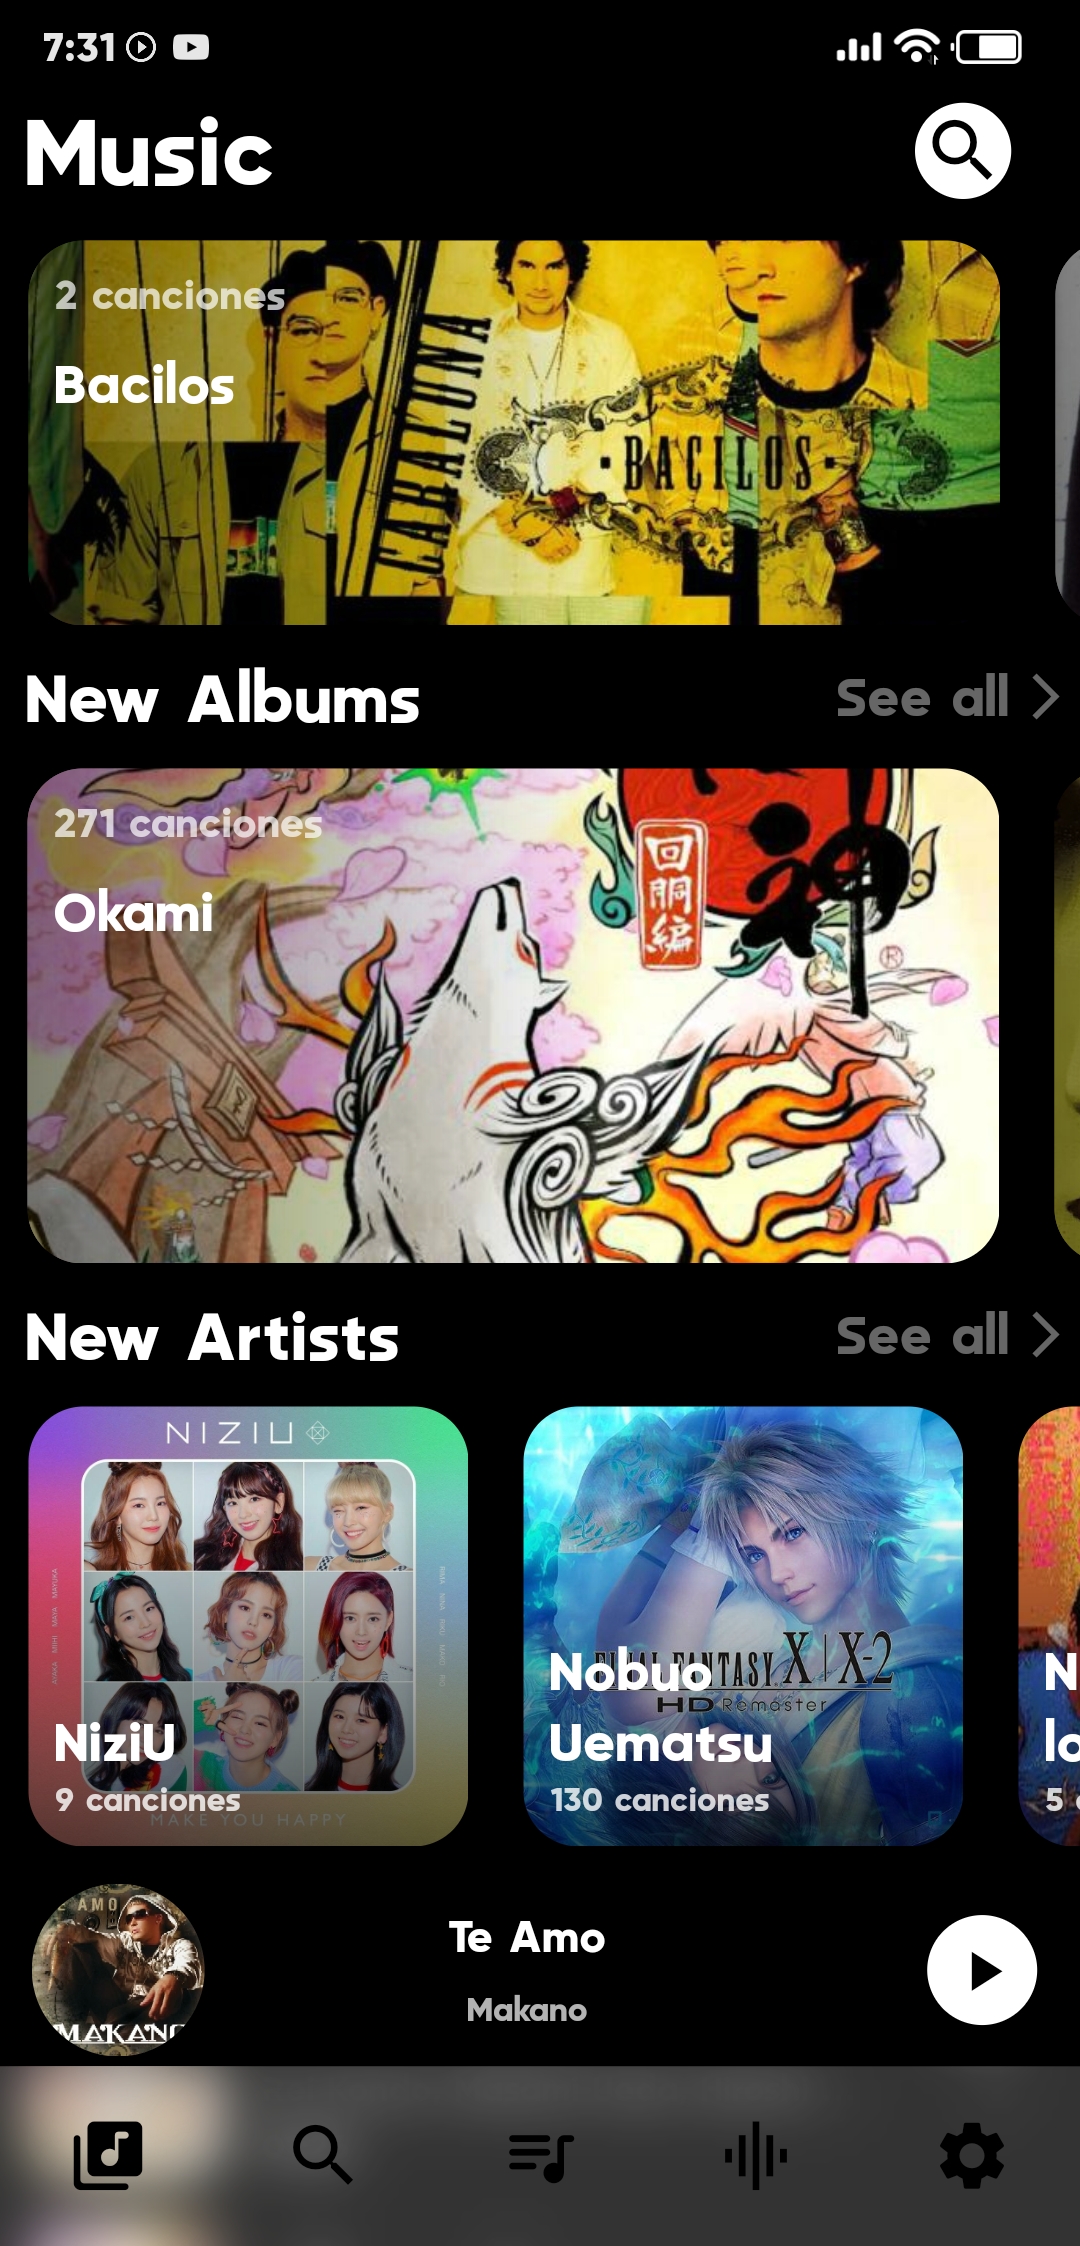 7:31
Music
2 canciones
Bacilos
CARALUNA
·BACILOS·
New Albums
See all
271 canciones
Okami
神
回
胴
編
®
New Artists
See all
NIZIU
NiziU
9 canciones
MAKE YOU HAPPY
FINAL FANTASY X | X-2
HD Remaster
Nobuo
Uematsu
130 canciones
N
lo
5
TE AMO
MAKANO
Te Amo
Makano